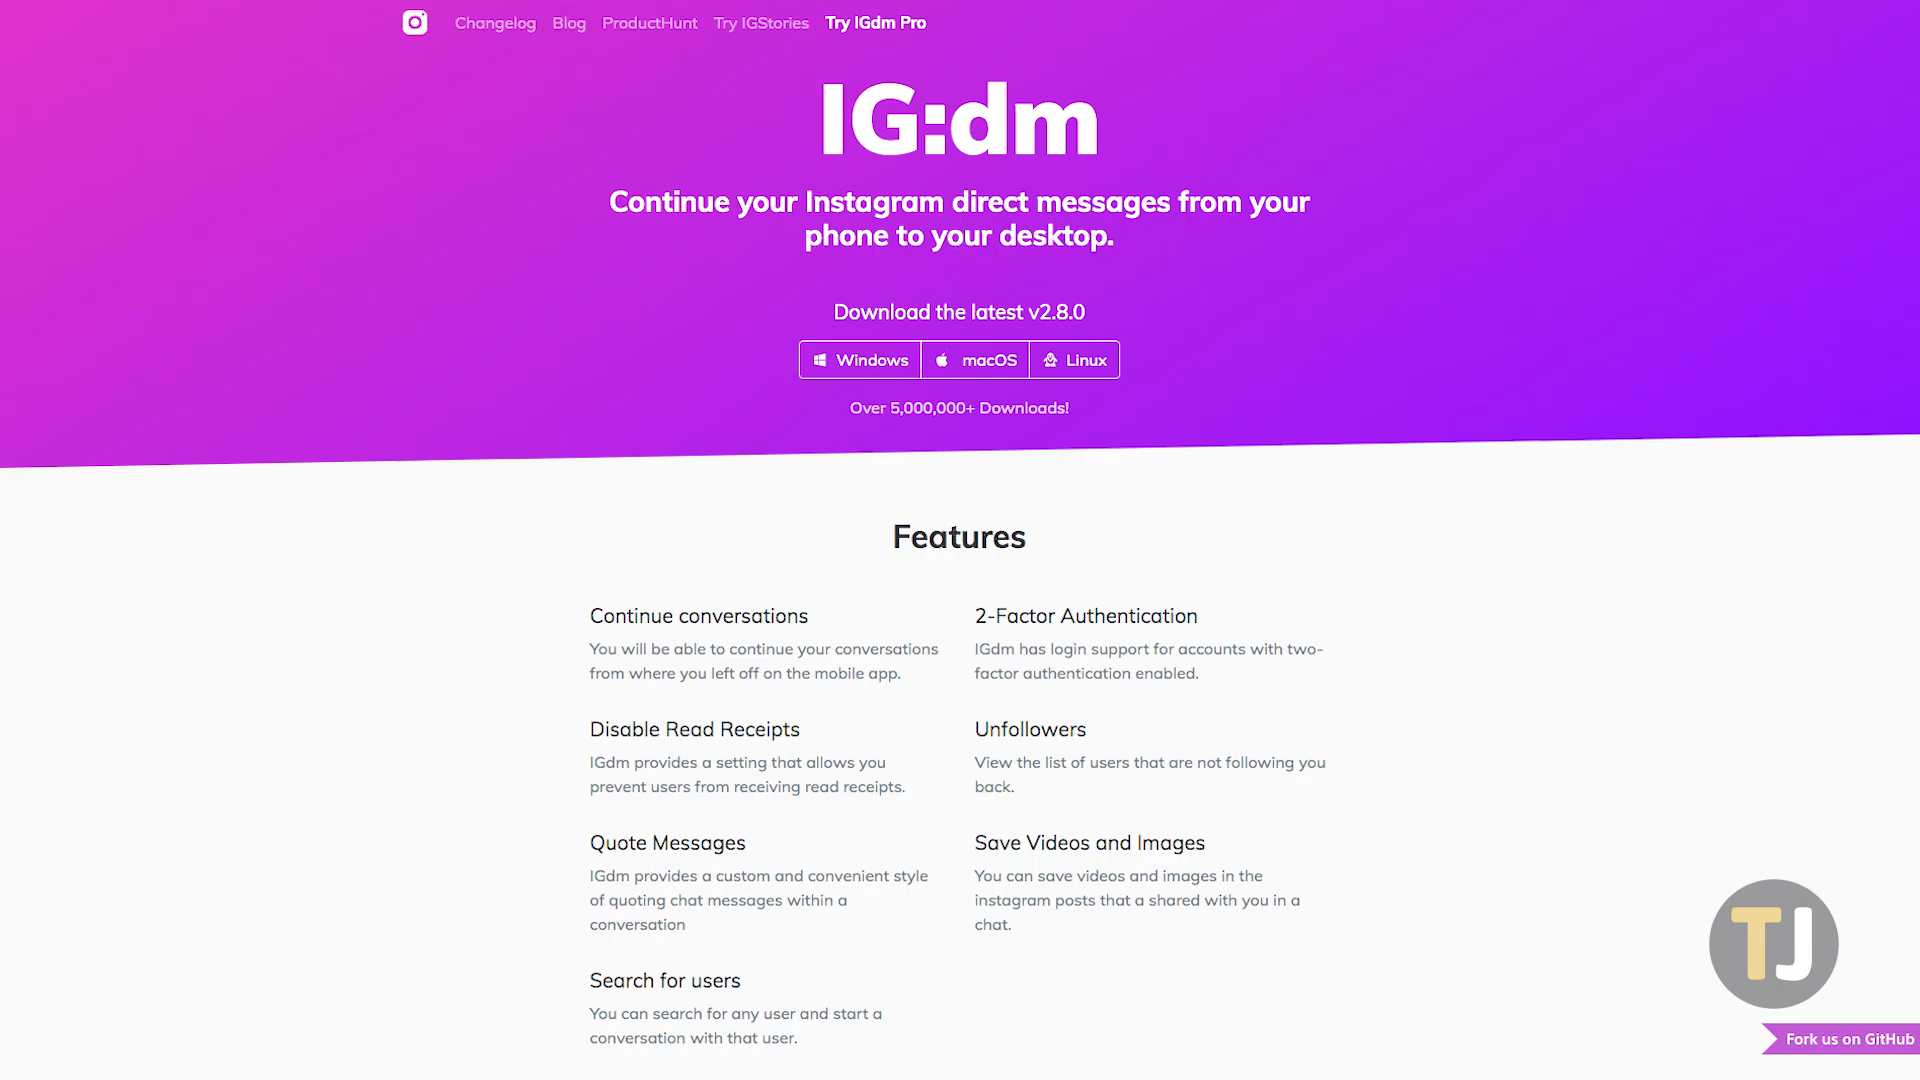 Changelog Blog ProductHunt Try IGStories Try IGdm Pro
IG:dm
Continue your Instagram direct messages from your
phone to your desktop.
Download the latest v2.8.0
Windows macOS Linux
Over 5,000,000+ Downloads!
Features
Continue conversations
You will be able to continue your conversations
from where you left off on the mobile app.
2-Factor Authentication
IGdm has login support for accounts with two-
factor authentication enabled.
Disable Read Receipts
IGdm provides a setting that allows you
prevent users from receiving read receipts.
Unfollowers
View the list of users that are not following you
back.
Quote Messages
IGdm provides a custom and convenient style
of quoting chat messages within a
conversation
Save Videos and Images
You can save videos and images in the
instagram posts that a shared with you in a
chat.
Search for users
You can search for any user and start a
conversation with that user.
TJ
Fork us on GitHub